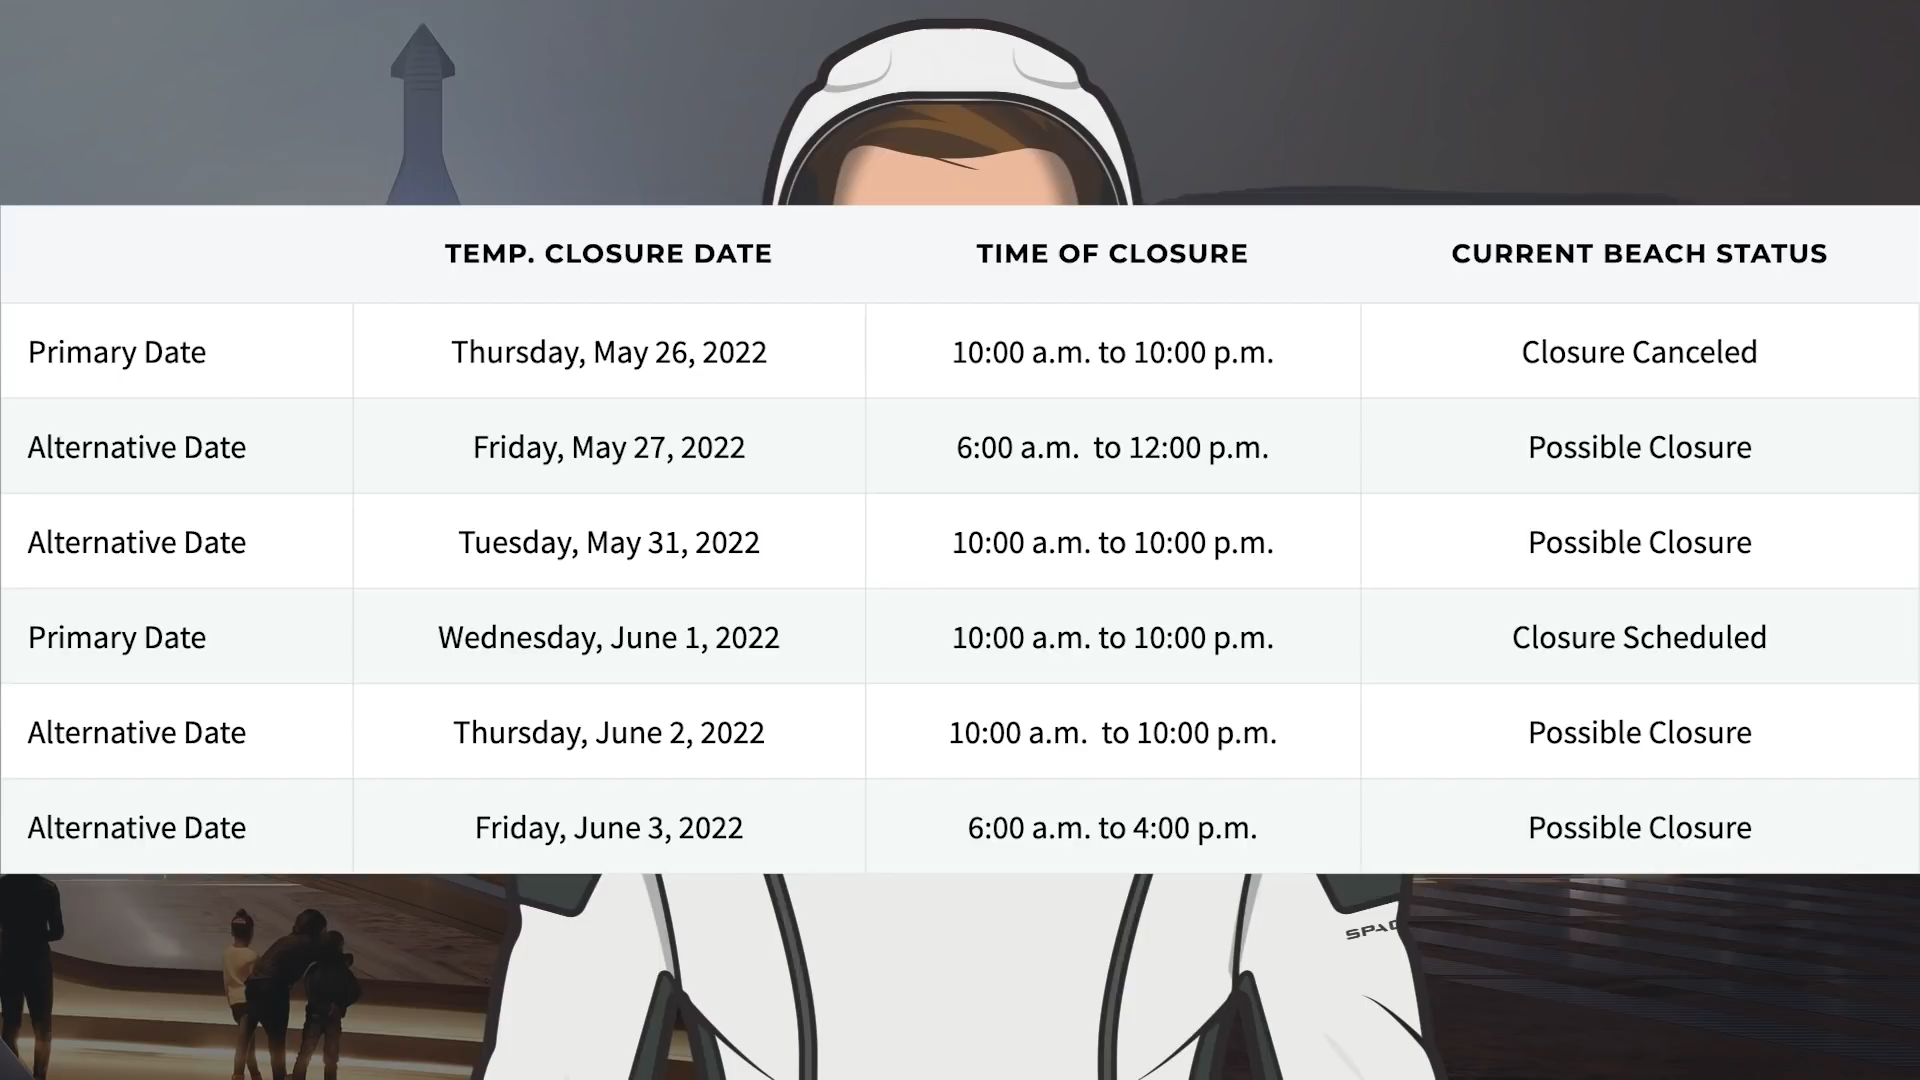 TEMP. CLOSURE DATE TIME OF CLOSURE CURRENT BEACH STATUS
Primary Date Thursday, May 26, 2022 10:00 a.m. to 10:00 p.m. Closure Canceled
Alternative Date Friday, May 27, 2022 6:00 a.m. to 12:00 p.m. Possible Closure
Alternative Date Tuesday, May 31, 2022 10:00 a.m. to 10:00 p.m. Possible Closure
Primary Date Wednesday, June 1, 2022 10:00 a.m. to 10:00 p.m. Closure Scheduled
Alternative Date Thursday, June 2, 2022 10:00 a.m. to 10:00 p.m. Possible Closure
Alternative Date Friday, June 3, 2022 6:00 a.m. to 4:00 p.m. Possible Closure